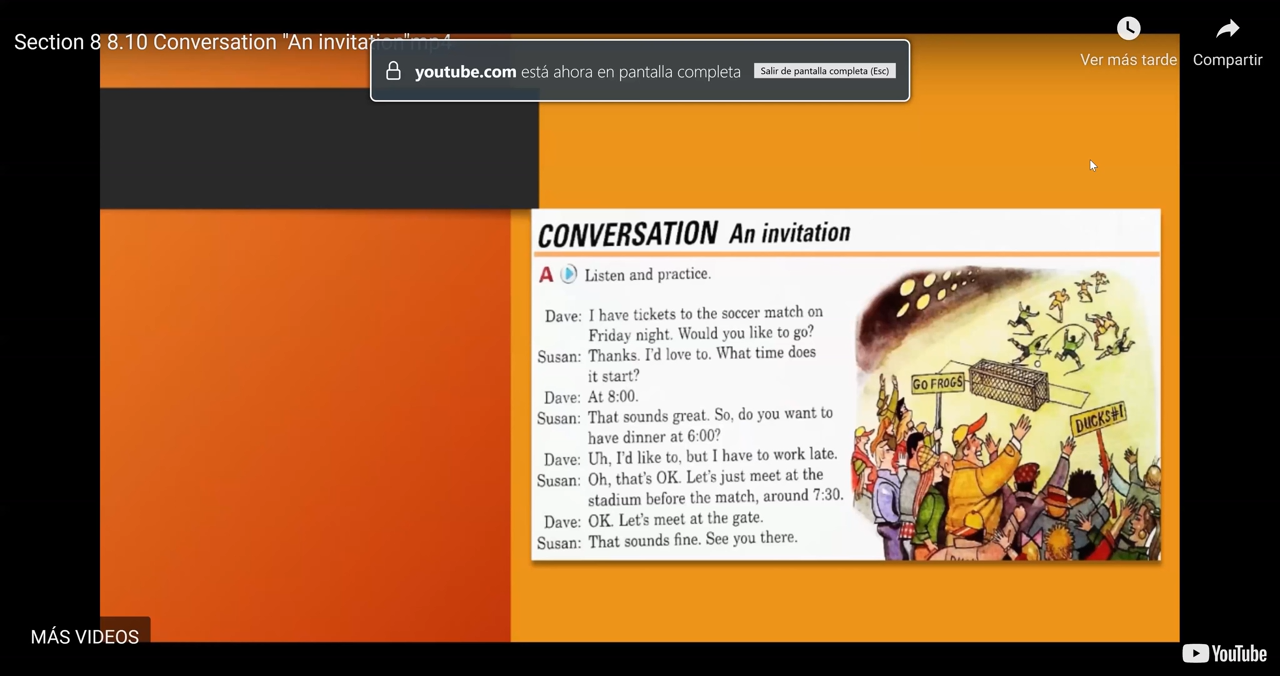 Section 8 8.10 Conversation "An invitation"mp4
youtube.com está ahora en pantalla completa
Salir de pantalla completa (Esc)
Ver más tarde
Compartir
CONVERSATION An invitation
A Listen and practice.
Dave: I have tickets to the soccer match on
Friday night. Would you like to go?
Susan: Thanks. I'd love to. What time does
it start?
Dave: At 8:00.
Susan: That sounds great. So, do you want to
have dinner at 6:00?
Dave: Uh, I'd like to, but I have to work late.
Susan: Oh, that's OK. Let's just meet at the
stadium before the match, around 7:30.
Dave: OK. Let's meet at the gate.
Susan: That sounds fine. See you there.
GO FROGS
DUCKS#1
MÁS VIDEOS
YouTube